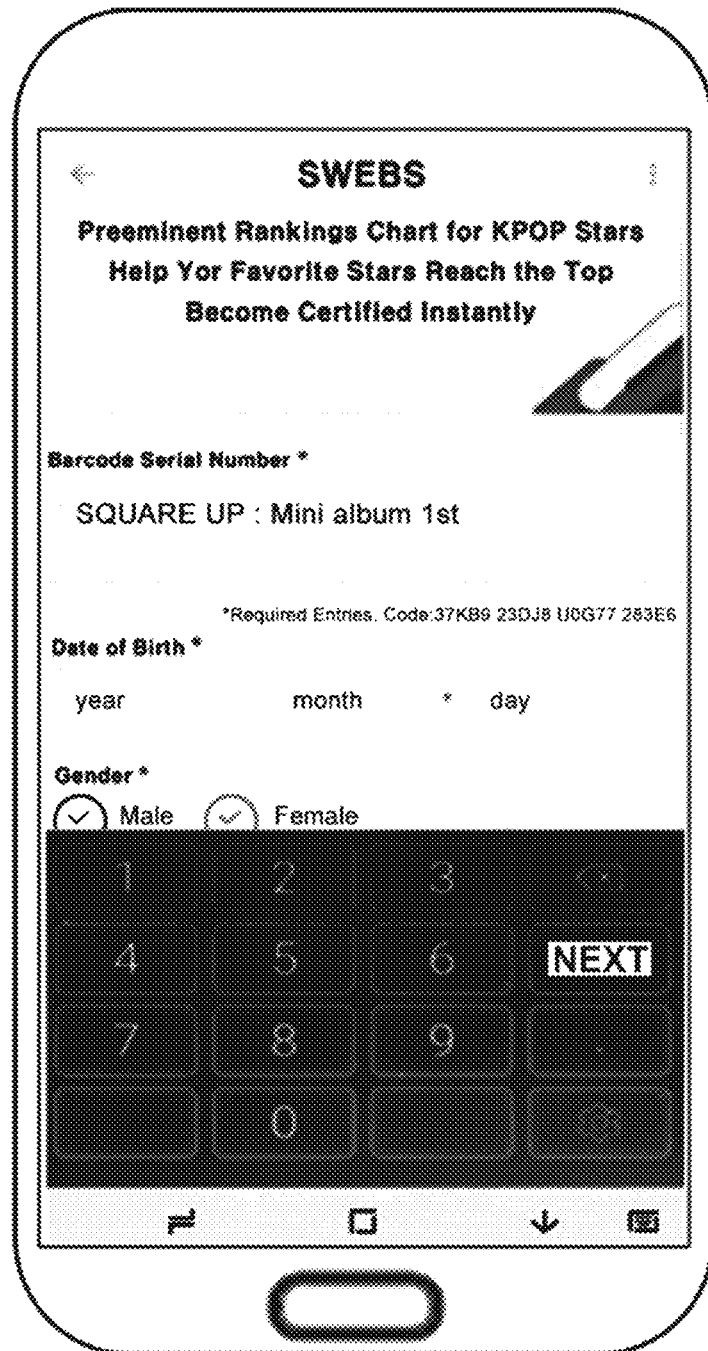 SWEBS
Preeminent Rankings Chart for KPOP Stars
Help Yor Favorite Stars Reach the Top
Become Certified Instantly
Barcode Serial Number *
SQUARE UP : Mini album 1st
*Required Entries. Code:37KB9 23DJ8 U0G77 283E6
Date of Birth *
year month * day
Gender *
Male Female
1 2 3
4 5 6 NEXT
7 8 9 .
0